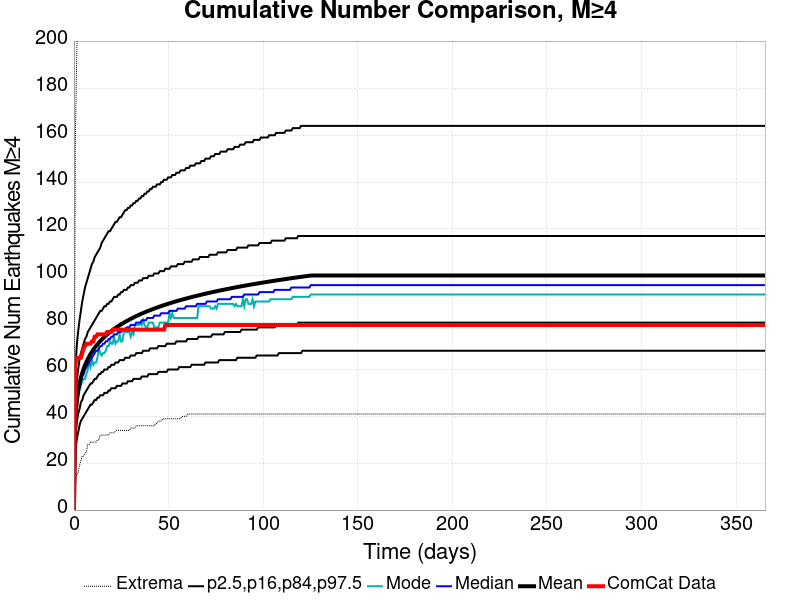 Cumulative Number Comparison, M≥4
Cumulative Num Earthquakes M≥4
200
180
160
140
120
100
80
60
40
20
0
0 50 100 150 200 250 300 350
Time (days)
Extrema p2.5,p16,p84,p97.5 Mode Median Mean ComCat Data